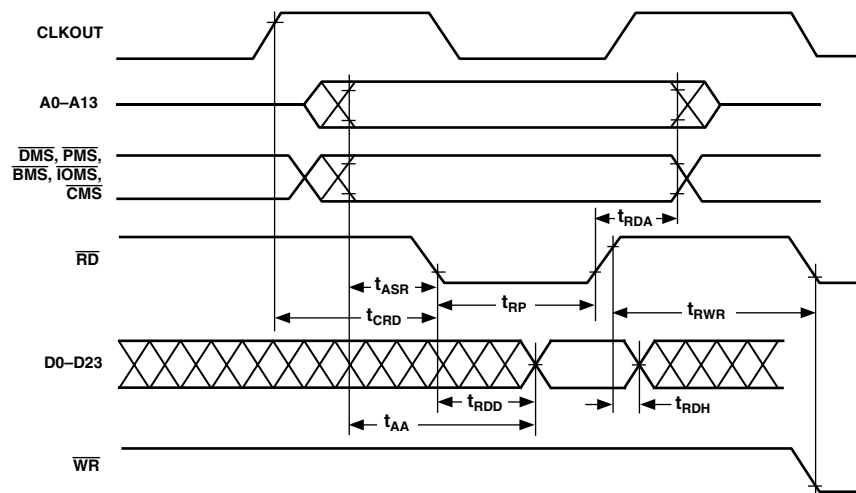 CLKOUT
A0–A13
DMS, PMS,
BMS, IOMS,
CMS
tRDA
RD
tASR
tCRD
tRP
tRWR
D0–D23
tRDD
tRDH
tAA
WR